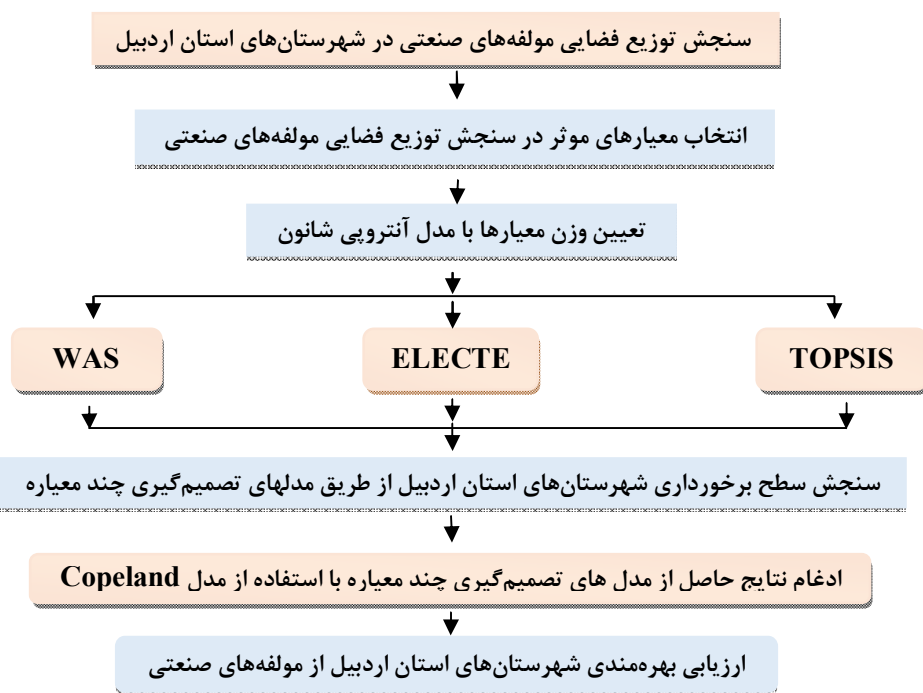 سنجش توزیع فضایی مولفه‌های صنعتی در شهرستان‌های استان اردبیل
انتخاب معیارهای موثر در سنجش توزیع فضایی مولفه‌های صنعتی
تعیین وزن معیارها با مدل آنتروپی شانون
WAS
ELECTE
TOPSIS
سنجش سطح برخورداری شهرستان‌های استان اردبیل از طریق مدلهای تصمیم‌گیری چند معیاره
ادغام نتایج حاصل از مدل های تصمیم‌گیری چند معیاره با استفاده از مدل Copeland
ارزیابی بهره‌مندی شهرستان‌های استان اردبیل از مولفه‌های صنعتی